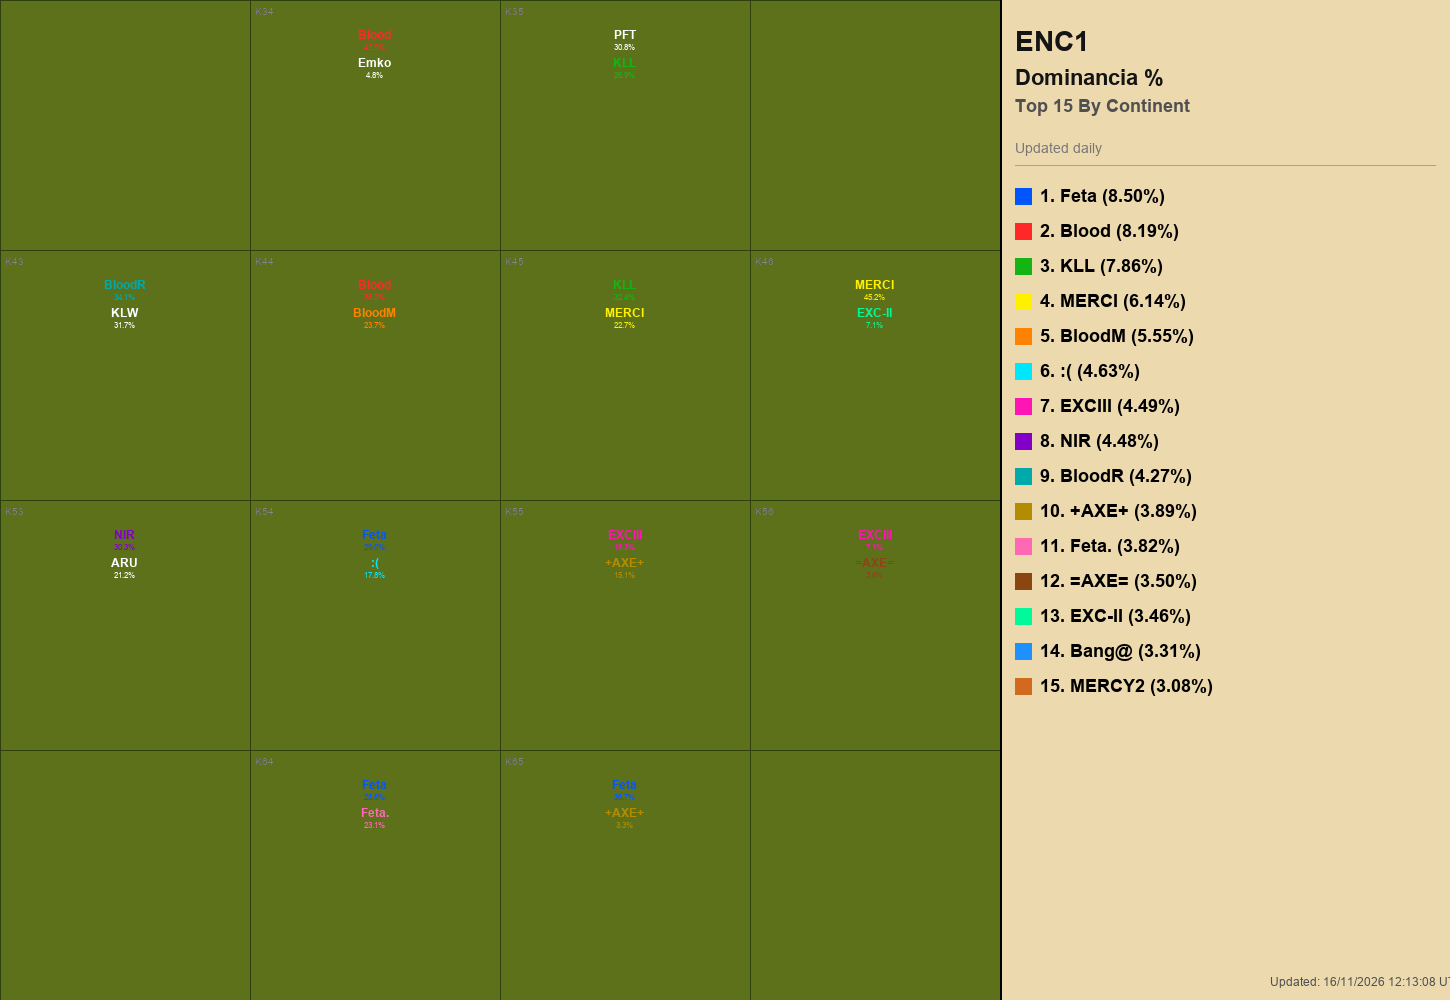 K34
Blood
Emko
4.8%
K35
PFT
30.8%
KLL
K43
BloodR
34.1%
KLW
31.7%
K44
Blood
BloodM
23.7%
K45
KLL
MERCI
22.7%
K46
MERCI
45.2%
EXC-II
7.1%
K53
NIR
ARU
21.2%
K54
Feta
:(
17.8%
K55
EXCIII
+AXE+
15.1%
K56
EXCIII
=AXE=
K64
Feta
Feta.
23.1%
K65
Feta
+AXE+
3.3%
ENC1
Dominancia %
Top 15 By Continent
Updated daily
1. Feta (8.50%)
2. Blood (8.19%)
3. KLL (7.86%)
4. MERCI (6.14%)
5. BloodM (5.55%)
6. :( (4.63%)
7. EXCIII (4.49%)
8. NIR (4.48%)
9. BloodR (4.27%)
10. +AXE+ (3.89%)
11. Feta. (3.82%)
12. =AXE= (3.50%)
13. EXC-II (3.46%)
14. Bang@ (3.31%)
15. MERCY2 (3.08%)
Updated: 16/11/2026 12:13:08